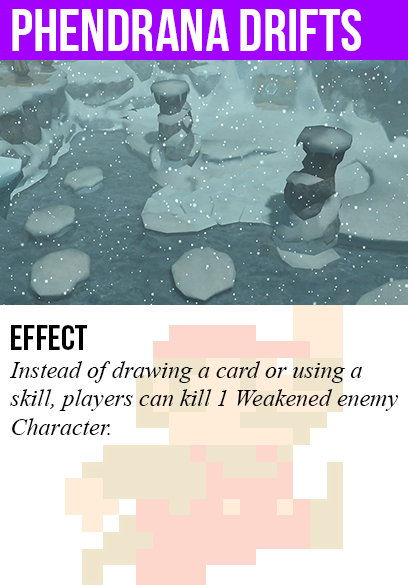 PHENDRANA DRIFTS
EFFECT
Instead of drawing a card or using a
skill, players can kill 1 Weakened enemy
Character.